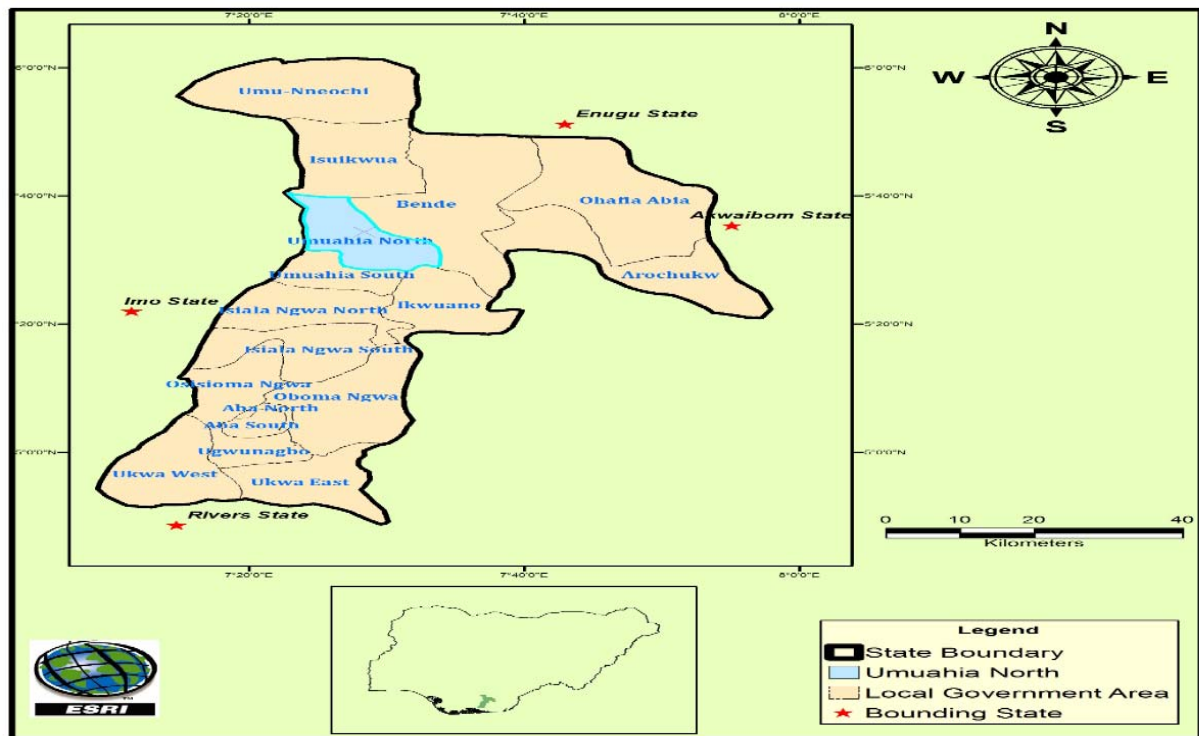 7°20'0"E 7°40'0"E 8°0'0"E
6°0'0"N
6°0'0"N
5°40'0"N
5°40'0"N
5°20'0"N
5°20'0"N
5°0'0"N
5°0'0"N
Umu-Nneochi
Enugu State
Isuikwua
Bende
Ohafia Abia
Akwaibom State
Umuahia North
Umuahia South
Arochukw
Imo State
Ikwuano
Isiala Ngwa North
Isiala Ngwa South
Osisioma Ngwa
Oboma Ngwa
Aba North
Aba South
Ugwunagbo
Ukwa West
Ukwa East
Rivers State
7°20'0"E 7°40'0"E 8°0'0"E
N
W E
S
0 10 20 40
Kilometers
ESRI
TM
Legend
State Boundary
Umuahia North
Local Government Area
Bounding State